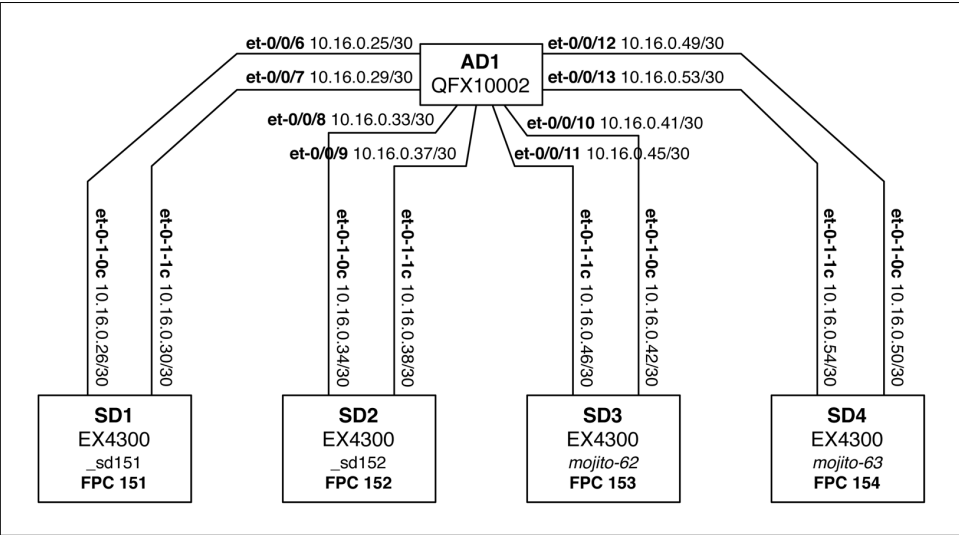 et-0/0/6 10.16.0.25/30
et-0/0/7 10.16.0.29/30
et-0/0/8 10.16.0.33/30
et-0/0/9 10.16.0.37/30
AD1
QFX10002
et-0/0/12 10.16.0.49/30
et-0/0/13 10.16.0.53/30
et-0/0/10 10.16.0.41/30
et-0/0/11 10.16.0.45/30
et-0-1-0c 10.16.0.26/30
et-0-1-1c 10.16.0.30/30
et-0-1-0c 10.16.0.34/30
et-0-1-1c 10.16.0.38/30
et-0-1-1c 10.16.0.46/30
et-0-1-0c 10.16.0.42/30
et-0-1-1c 10.16.0.54/30
et-0-1-0c 10.16.0.50/30
SD1
EX4300
_sd151
FPC 151
SD2
EX4300
_sd152
FPC 152
SD3
EX4300
mojito-62
FPC 153
SD4
EX4300
mojito-63
FPC 154